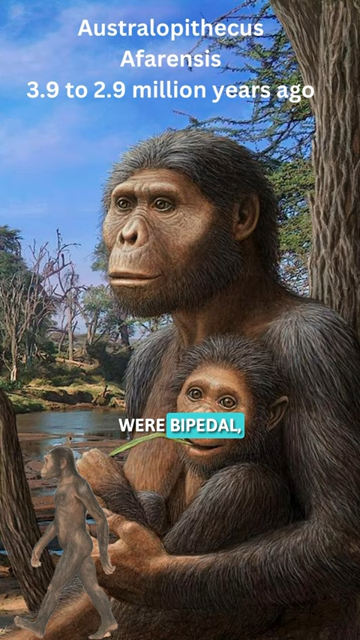 Australopithecus
Afarensis
3.9 to 2.9 million years ago
WERE BIPEDAL,